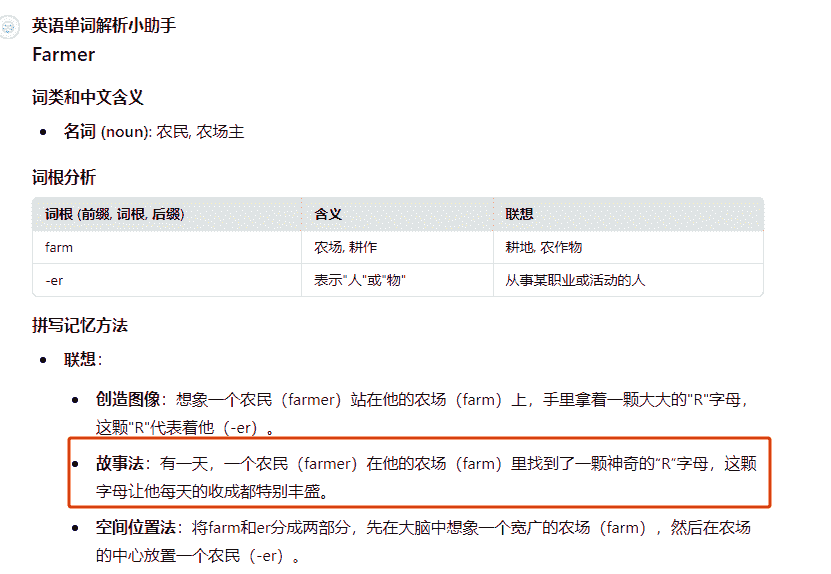 英语单词解析小助手
Farmer
词类和中文含义
• 名词 (noun): 农民, 农场主
词根分析
词根 (前缀, 词根, 后缀) 含义 联想
farm 农场, 耕作 耕地, 农作物
-er 表示"人"或"物" 从事某职业或活动的人
拼写记忆方法
• 联想：
• 创造图像：想象一个农民（farmer）站在他的农场（farm）上，手里拿着一颗大大的"R"字母，
这颗"R"代表着他（-er）。
• 故事法：有一天，一个农民（farmer）在他的农场（farm）里找到了一颗神奇的“R”字母，这颗
字母让他每天的收成都特别丰盛。
• 空间位置法：将farm和er分成两部分，先在大脑中想象一个宽广的农场（farm），然后在农场
的中心放置一个农民（-er）。